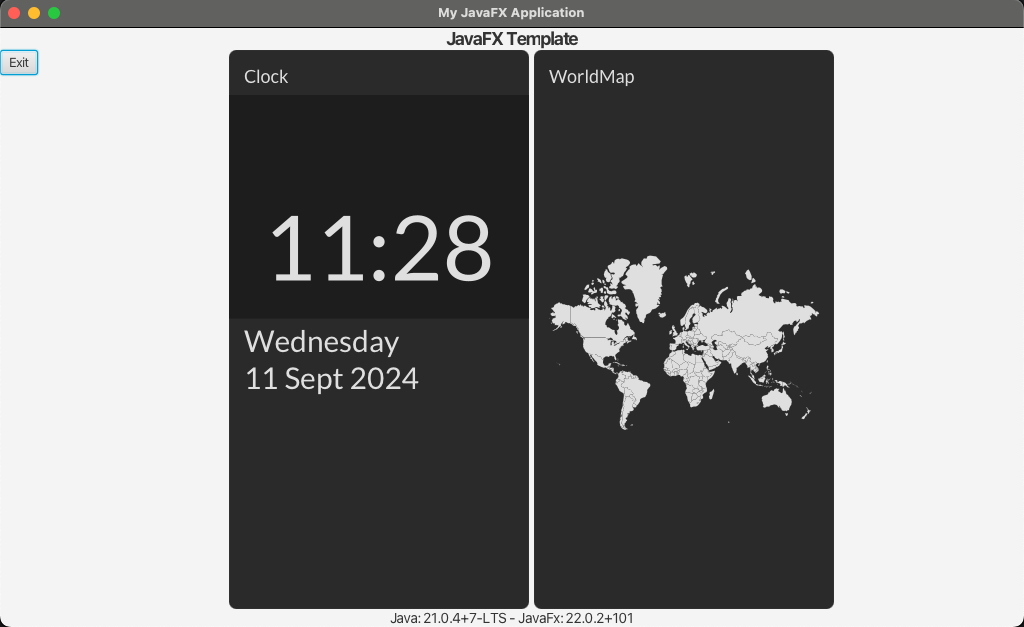 My JavaFX Application
JavaFX Template
Exit
Clock
11:28
Wednesday
11 Sept 2024
WorldMap
Java: 21.0.4+7-LTS - JavaFx: 22.0.2+101